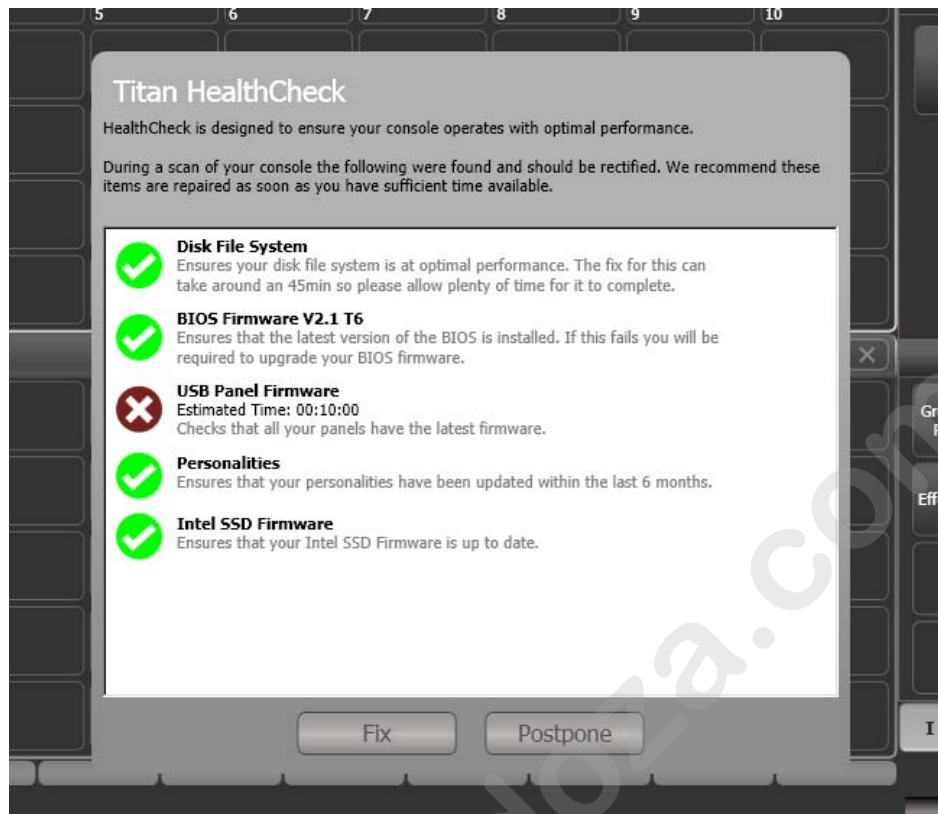 5 6 7 8 9 10
Titan HealthCheck
HealthCheck is designed to ensure your console operates with optimal performance.
During a scan of your console the following were found and should be rectified. We recommend these
items are repaired as soon as you have sufficient time available.
Disk File System
Ensures your disk file system is at optimal performance. The fix for this can
take around an 45min so please allow plenty of time for it to complete.
BIOS Firmware V2.1 T6
Ensures that the latest version of the BIOS is installed. If this fails you will be
required to upgrade your BIOS firmware.
USB Panel Firmware
Estimated Time: 00:10:00
Checks that all your panels have the latest firmware.
Personalities
Ensures that your personalities have been updated within the last 6 months.
Intel SSD Firmware
Ensures that your Intel SSD Firmware is up to date.
Fix Postpone